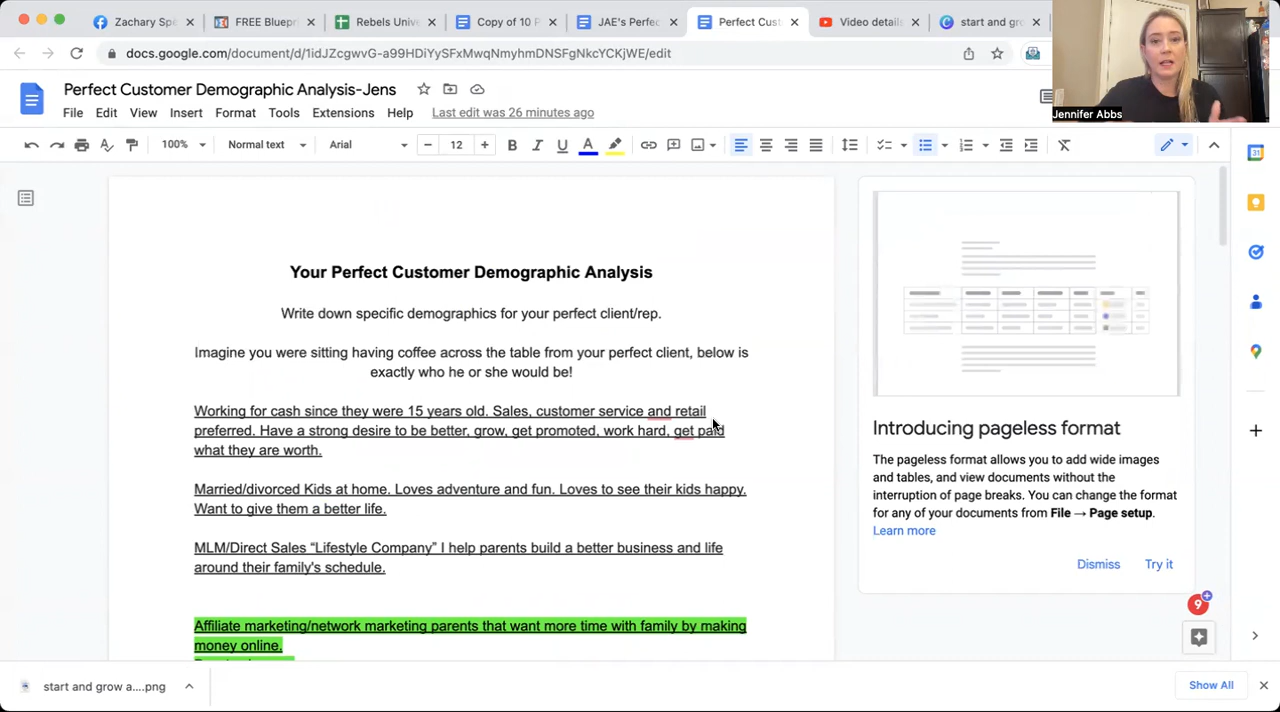 Zachary Spe
FREE Bluepri
Rebels Unive
Copy of 10 P
JAE's Perfec
Perfect Cust
Video details
start and gro
docs.google.com/document/d/1idJZcgwvG-a99HDiYySFxMwqNmyhmDNSFgNkcYCKjWE/edit
Jennifer Abbs
Perfect Customer Demographic Analysis-Jens
File Edit View Insert Format Tools Extensions Help Last edit was 26 minutes ago
100% Normal text Arial - 12 + B I U A
31
Your Perfect Customer Demographic Analysis
Write down specific demographics for your perfect client/rep.
Imagine you were sitting having coffee across the table from your perfect client, below is
exactly who he or she would be!
Working for cash since they were 15 years old. Sales, customer service and retail
preferred. Have a strong desire to be better, grow, get promoted, work hard, get paid
what they are worth.
Married/divorced Kids at home. Loves adventure and fun. Loves to see their kids happy.
Want to give them a better life.
MLM/Direct Sales “Lifestyle Company” I help parents build a better business and life
around their family's schedule.
Affiliate marketing/network marketing parents that want more time with family by making
money online.
Introducing pageless format
The pageless format allows you to add wide images
and tables, and view documents without the
interruption of page breaks. You can change the format
for any of your documents from File → Page setup.
Learn more
Dismiss Try it
9
start and grow a....png
Show All